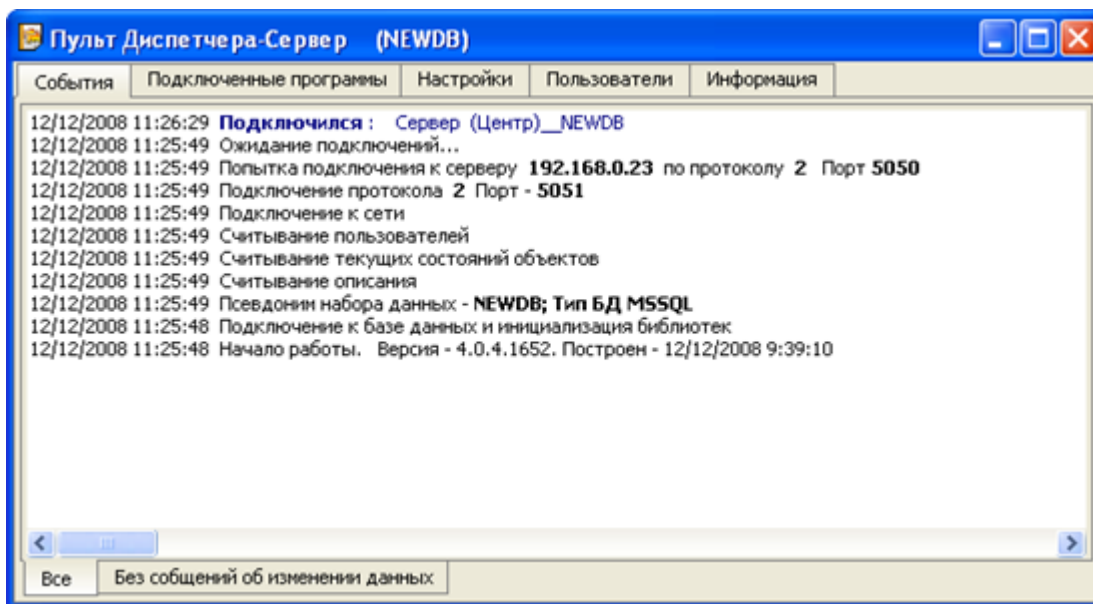 Пульт Диспетчера-Сервер (NEWDB)
События Подключенные программы Настройки Пользователи Информация
12/12/2008 11:26:29 Подключился : Сервер (Центр)__NEWDB
12/12/2008 11:25:49 Ожидание подключений...
12/12/2008 11:25:49 Попытка подключения к серверу 192.168.0.23 по протоколу 2 Порт 5050
12/12/2008 11:25:49 Подключение протокола 2 Порт - 5051
12/12/2008 11:25:49 Подключение к сети
12/12/2008 11:25:49 Считывание пользователей
12/12/2008 11:25:49 Считывание текущих состояний объектов
12/12/2008 11:25:49 Считывание описания
12/12/2008 11:25:49 Псевдоним набора данных - NEWDB; Тип БД MSSQL
12/12/2008 11:25:48 Подключение к базе данных и инициализация библиотек
12/12/2008 11:25:48 Начало работы. Версия - 4.0.4.1652. Построен - 12/12/2008 9:39:10
Все Без собщений об изменении данных